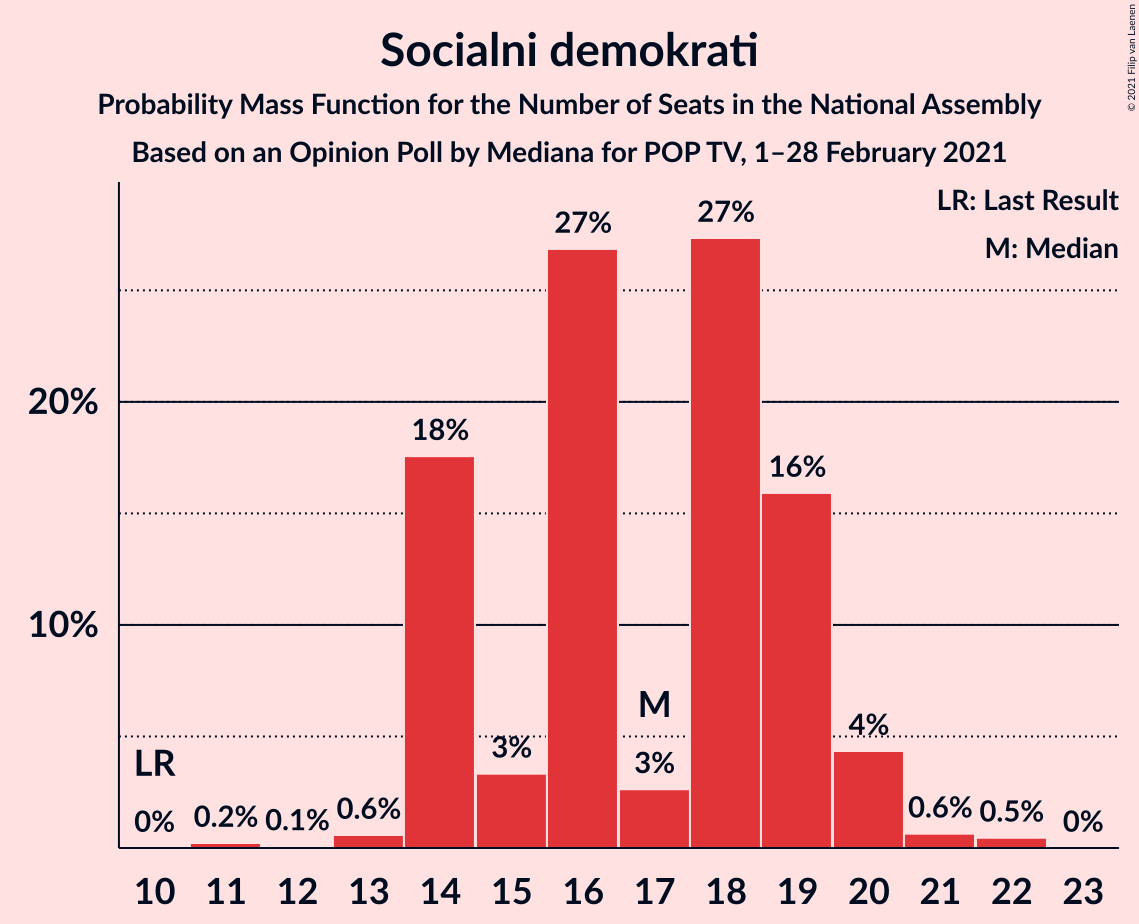 Socialni demokrati
Probability Mass Function for the Number of Seats in the National Assembly
Based on an Opinion Poll by Mediana for POP TV, 1–28 February 2021
© 2021 Filip van Laenen
LR: Last Result
M: Median
27%
27%
20%
18%
16%
10%
M
4%
3%
LR
3%
0%
0.2%
0.1%
0.6%
0.6%
0.5%
0%
10 11 12 13 14 15 16 17 18 19 20 21 22 23